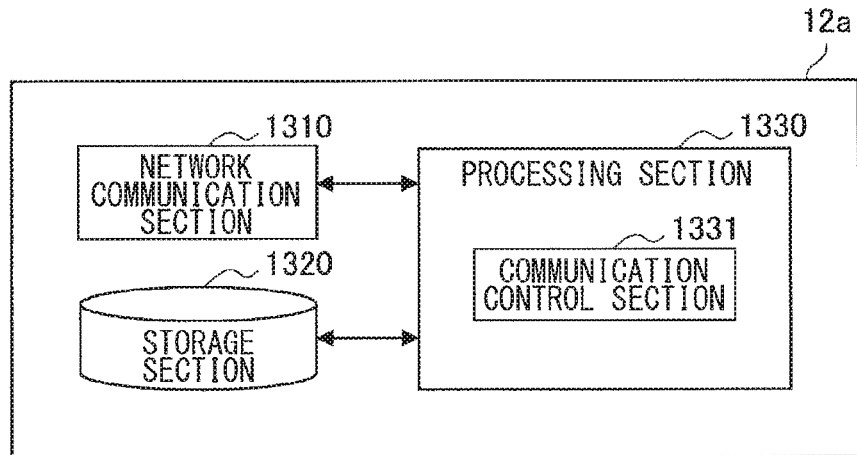 12a
1310
NETWORK
COMMUNICATION
SECTION
1330
PROCESSING SECTION
1331
COMMUNICATION
CONTROL SECTION
1320
STORAGE
SECTION